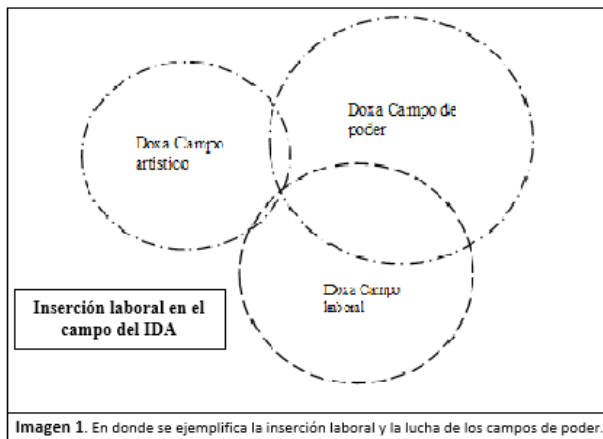 Doxa Campo de
poder
Doxa Campo
artístico
Doxa Campo
laboral
Inserción laboral en el
campo del IDA
Imagen 1. En donde se ejemplifica la inserción laboral y la lucha de los campos de poder.